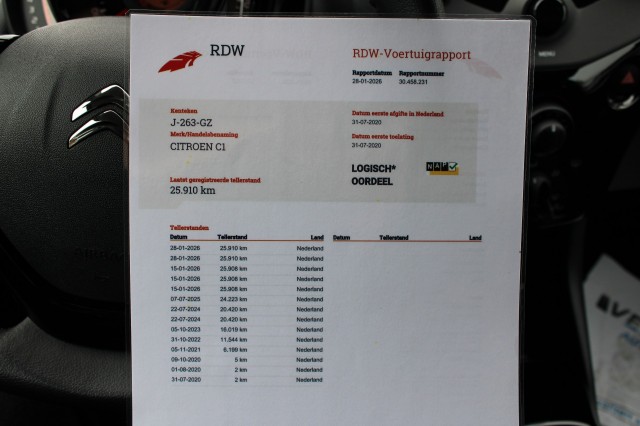 RDW
RDW-Voertuigrapport
Rapportdatum Rapportnummer
28-01-2026 30.458.231
Kenteken
J-263-GZ
Merk/Handelsbenaming
CITROEN C1
Laatst geregistreerde tellerstand
25.910 km
Datum eerste afgifte in Nederland
31-07-2020
Datum eerste toelating
31-07-2020
LOGISCH*
OORDEEL
NAP
Tellerstanden
Datum Tellerstand Land Datum Tellerstand Land
28-01-2026 25.910 km Nederland
28-01-2026 25.910 km Nederland
15-01-2026 25.908 km Nederland
15-01-2026 25.908 km Nederland
15-01-2026 25.908 km Nederland
07-07-2025 24.223 km Nederland
22-07-2024 20.420 km Nederland
22-07-2024 20.420 km Nederland
05-10-2023 16.019 km Nederland
31-10-2022 11.544 km Nederland
05-11-2021 6.199 km Nederland
09-10-2020 5 km Nederland
01-08-2020 2 km Nederland
31-07-2020 2 km Nederland
MENU